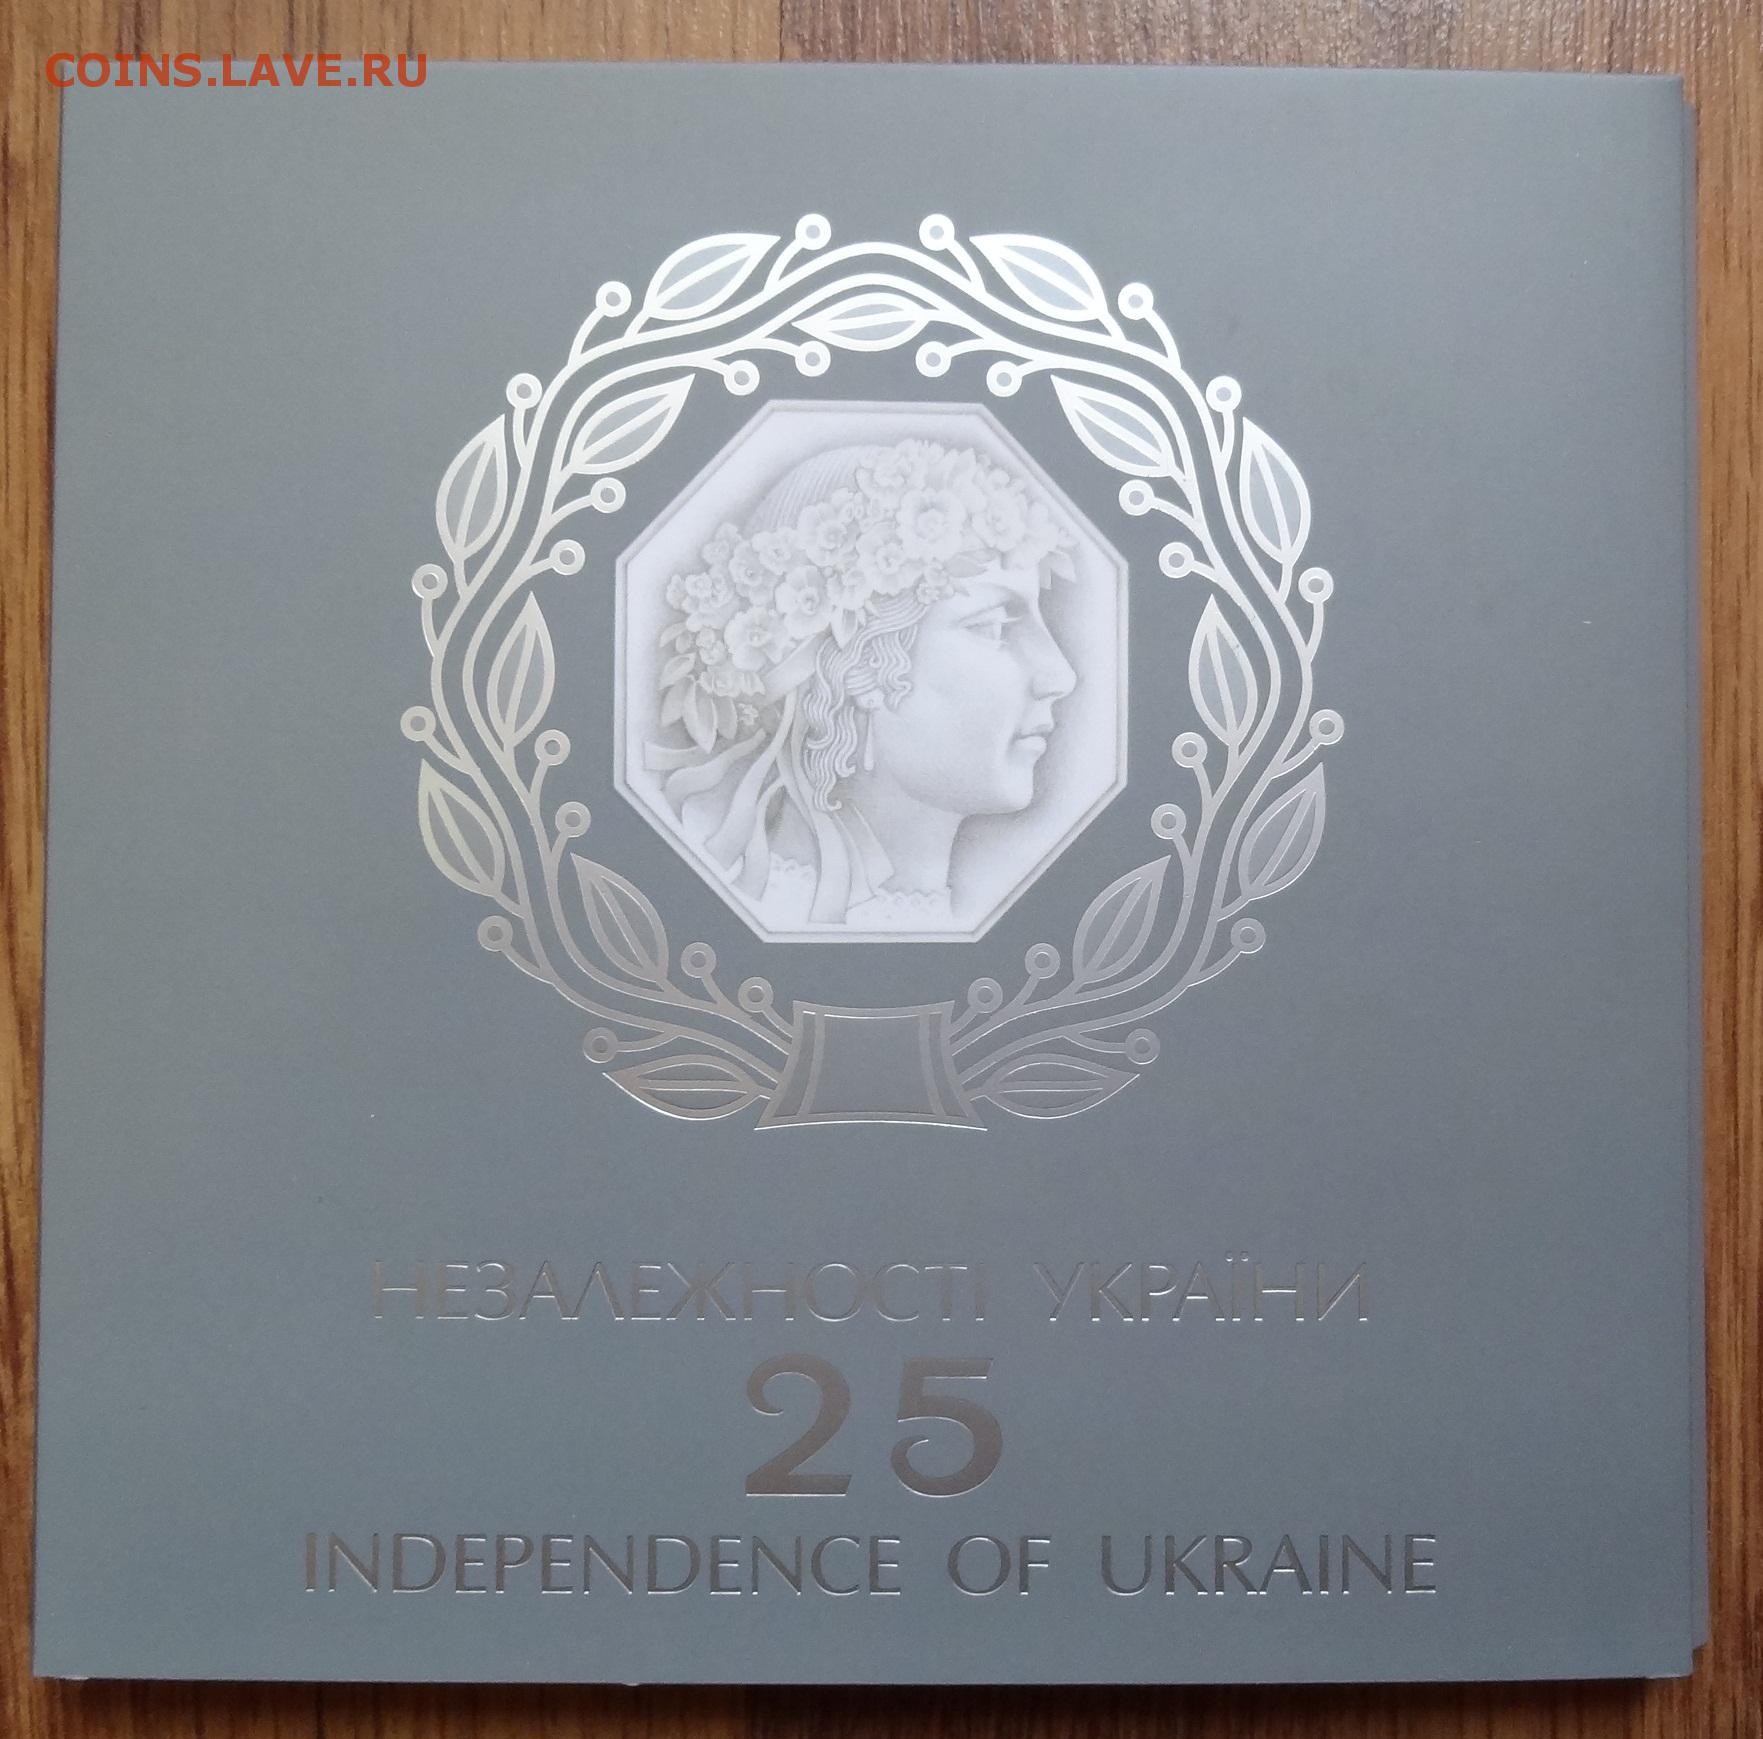 COINS.LAVE.RU
НЕЗАЛЕЖНОСТІ УКРАЇНИ
25
INDEPENDENCE OF UKRAINE